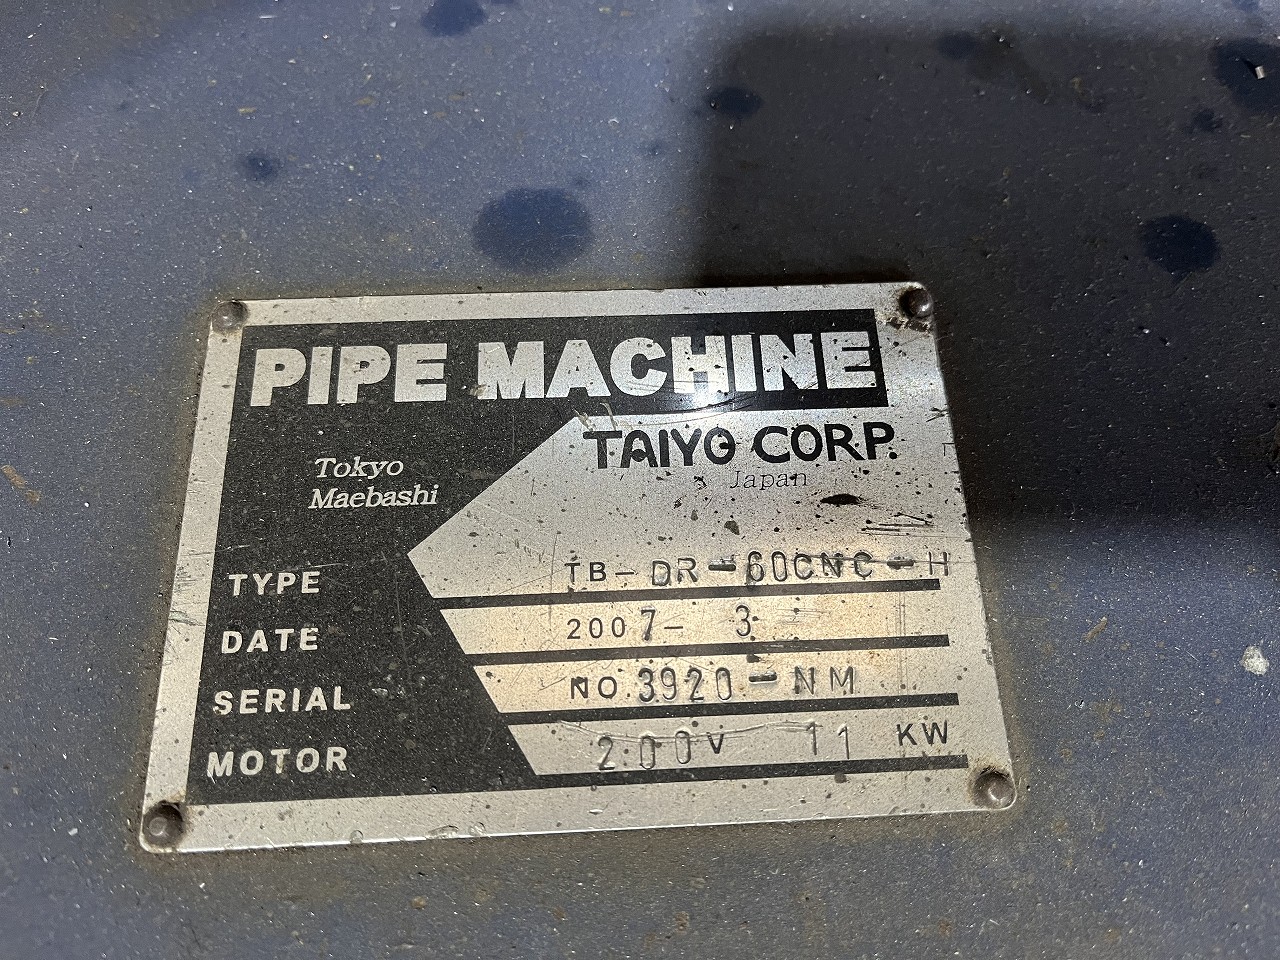 PIPE MACHINE
TAIYO CORP.
Japan
Tokyo
Maebashi
TYPE TB-DR-60CNC-H
DATE 2007- 3
SERIAL NO.3920-NM
MOTOR 200V 11 KW